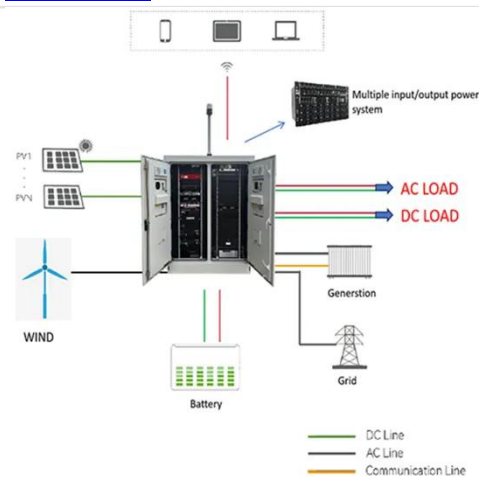 Multiple input/output power
system
PV1
PVN
AC LOAD
DC LOAD
WIND
Generstion
Grid
Battery
DC Line
AC Line
Communication Line